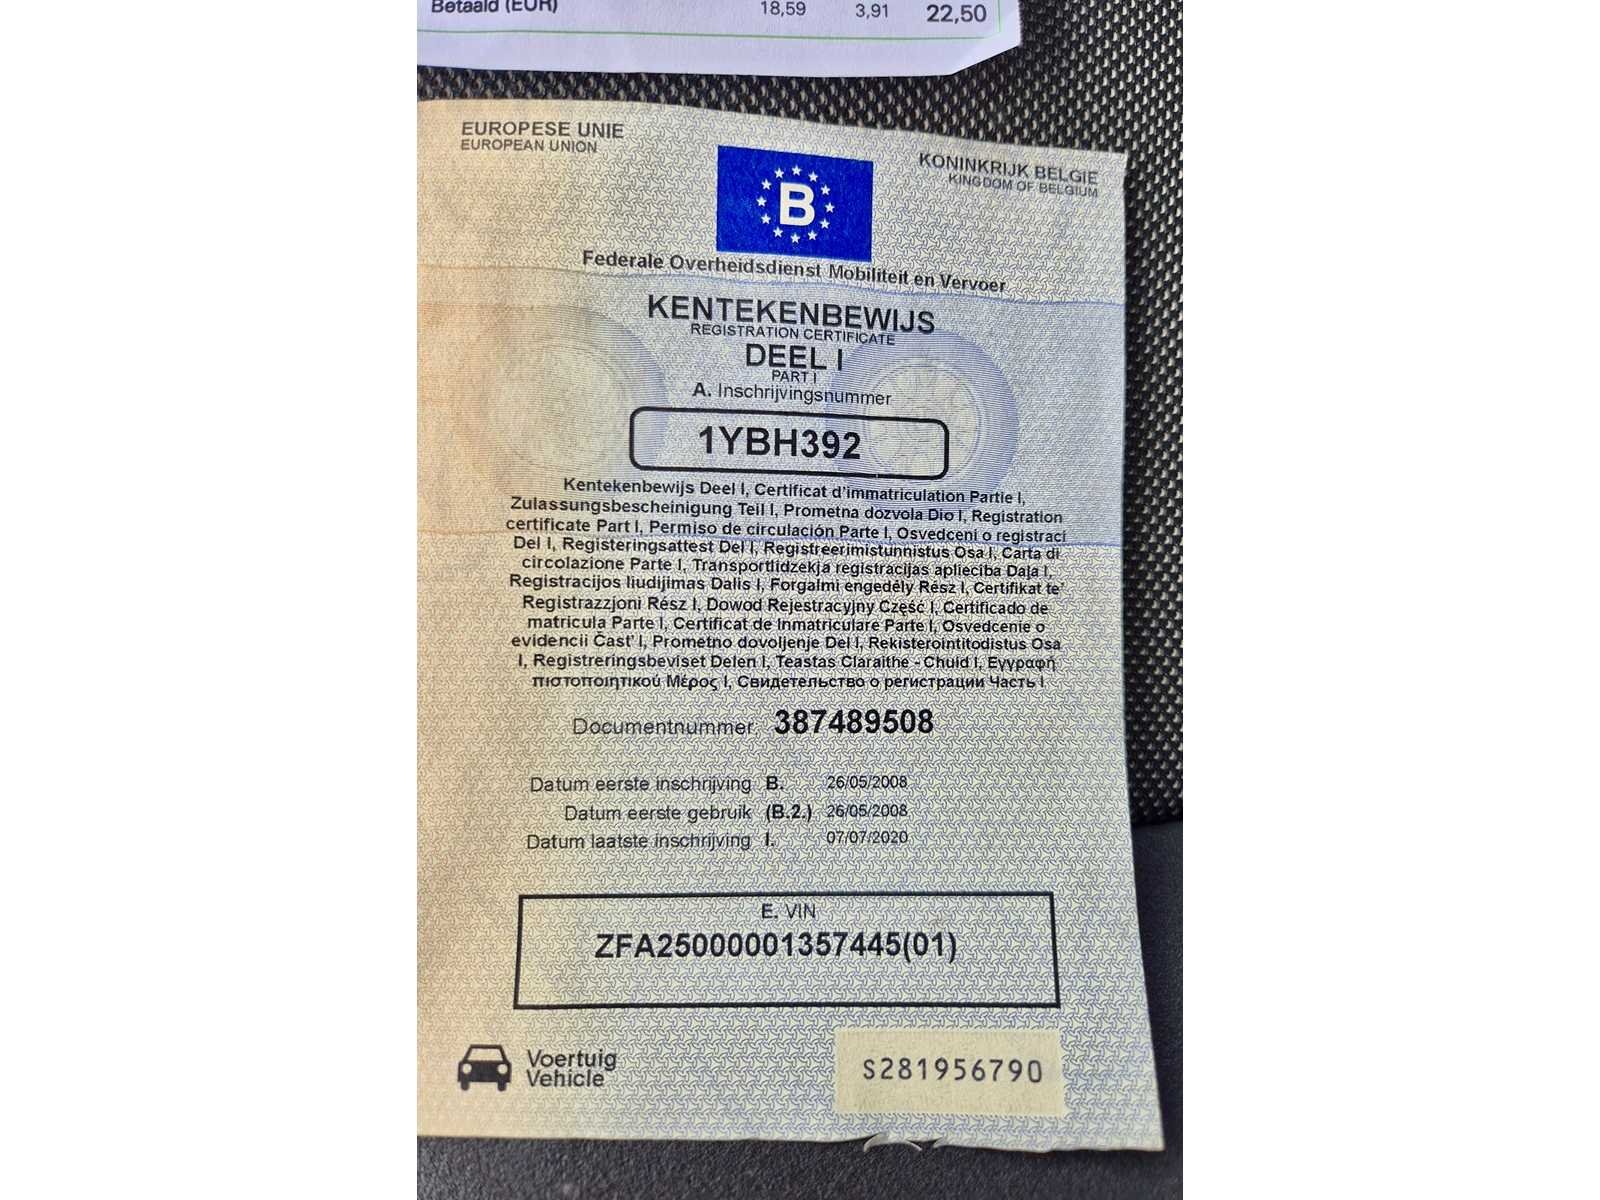 Betaald (EUR) 18,59 3,91 22,50
EUROPESE UNIE
EUROPEAN UNION
KONINKRIJK BELGIE
KINGDOM OF BELGIUM
B
Federale Overheidsdienst Mobiliteit en Vervoer
KENTEKENBEWIJS
REGISTRATION CERTIFICATE
DEEL I
PART I
A. Inschrijvingsnummer
1YBH392
Kentekenbewijs Deel I, Certificat d'immatriculation Partie I,
Zulassungsbescheinigung Teil I, Prometna dozvola Dio I, Registration
certificate Part I, Permiso de circulación Parte I, Osvedceni o registraci
Del I, Registeringsattest Del I, Registreerimistunnistus Osa I, Carta di
circolazione Parte I, Transportlidzekja registracijas aplieciba Daļa I,
Registracijos liudijimas Dalis I, Forgalmi engedély Rész I, Certifikat te'
Registrazzjoni Rész I, Dowod Rejestracyjny Część I, Certificado de
matricula Parte I, Certificat de Inmatriculare Parte I, Osvedcenie o
evidencii Časť I, Prometno dovoljenje Del I, Rekisterointitodistus Osa
I, Registreringsbeviset Delen I, Teastas Claraithe - Chuid I, Εγγραφή
πιστοποιητικού Μέρος I, Свидетельство о регистрации Часть I
Documentnummer 387489508
Datum eerste inschrijving B. 26/05/2008
Datum eerste gebruik (B.2.) 26/05/2008
Datum laatste inschrijving I. 07/07/2020
E. VIN
ZFA25000001357445(01)
Voertuig
Vehicle
S281956790